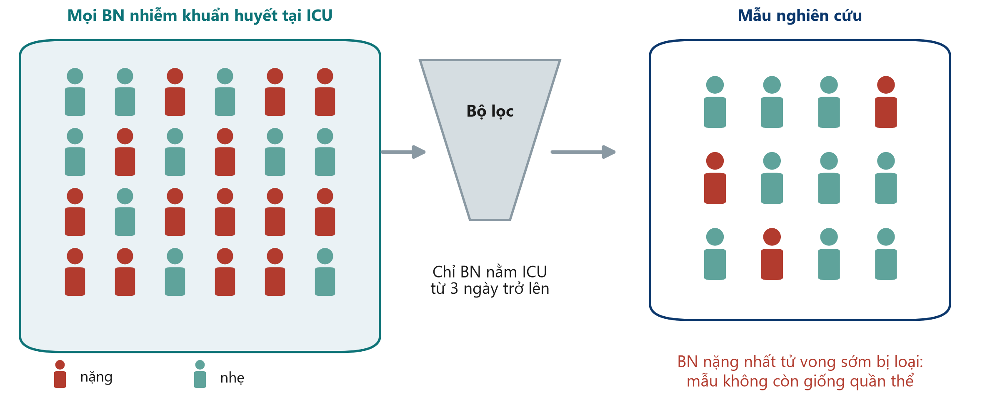 Mọi BN nhiễm khuẩn huyết tại ICU
Mẫu nghiên cứu
Bộ lọc
Chỉ BN nằm ICU
từ 3 ngày trở lên
nặng
nhẹ
BN nặng nhất tử vong sớm bị loại:
mẫu không còn giống quần thể